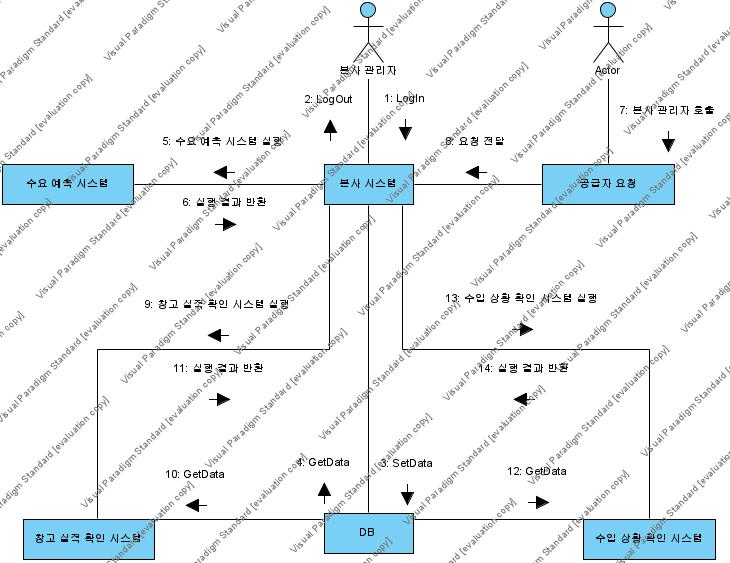 본사 관리자
Actor
2: LogOut
1: LogIn
7: 본사 관리자 호출
5: 수요 예측 시스템 실행
8: 요청 전달
수요 예측 시스템
본사 시스템
공급자 요청
6: 실행 결과 반환
9: 창고 실적 확인 시스템 실행
13: 수입 상황 확인 시스템 실행
11: 실행 결과 반환
14: 실행 결과 반환
10: GetData
4: GetData
3: SetData
12: GetData
창고 실적 확인 시스템
DB
수입 상황 확인 시스템
Visual Paradigm Standard [evaluation copy]